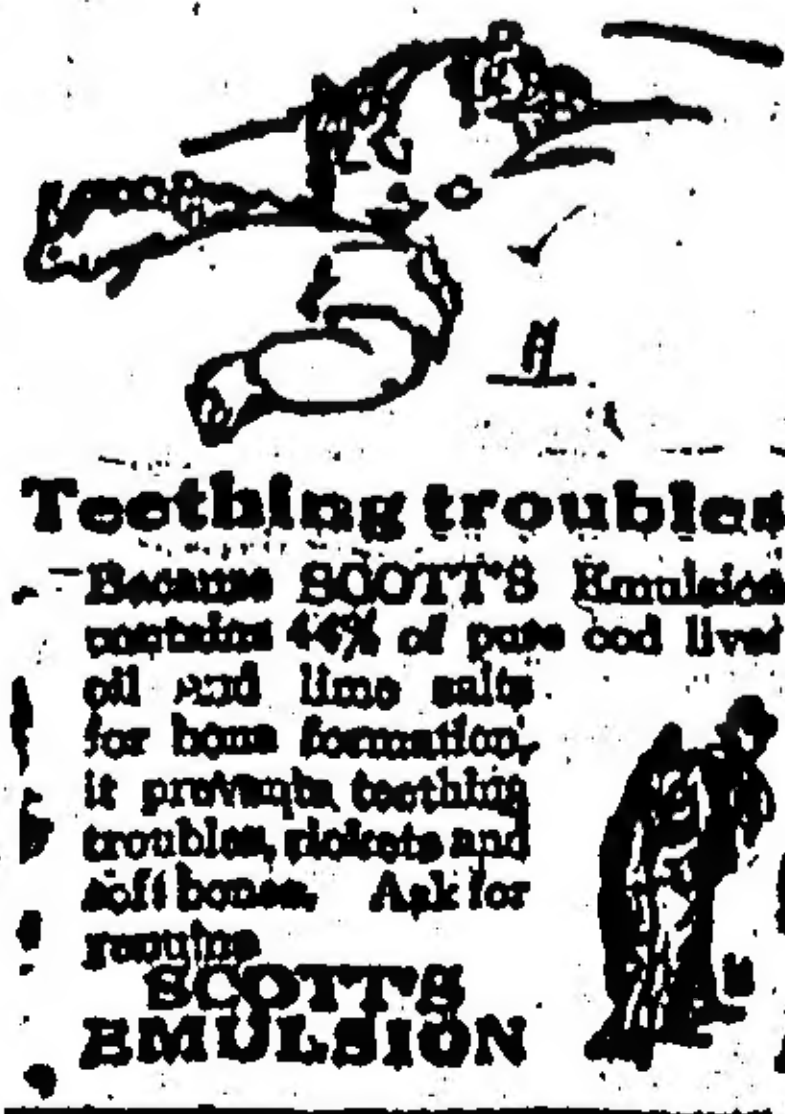 Teething troubles
Because SCOTT'S Emulsion
contains 44% of pure cod liver
oil and lime salts
for bone formation,
it prevents teething
troubles, rickets and
soft bones. Ask for
genuine
SCOTT'S
EMULSION